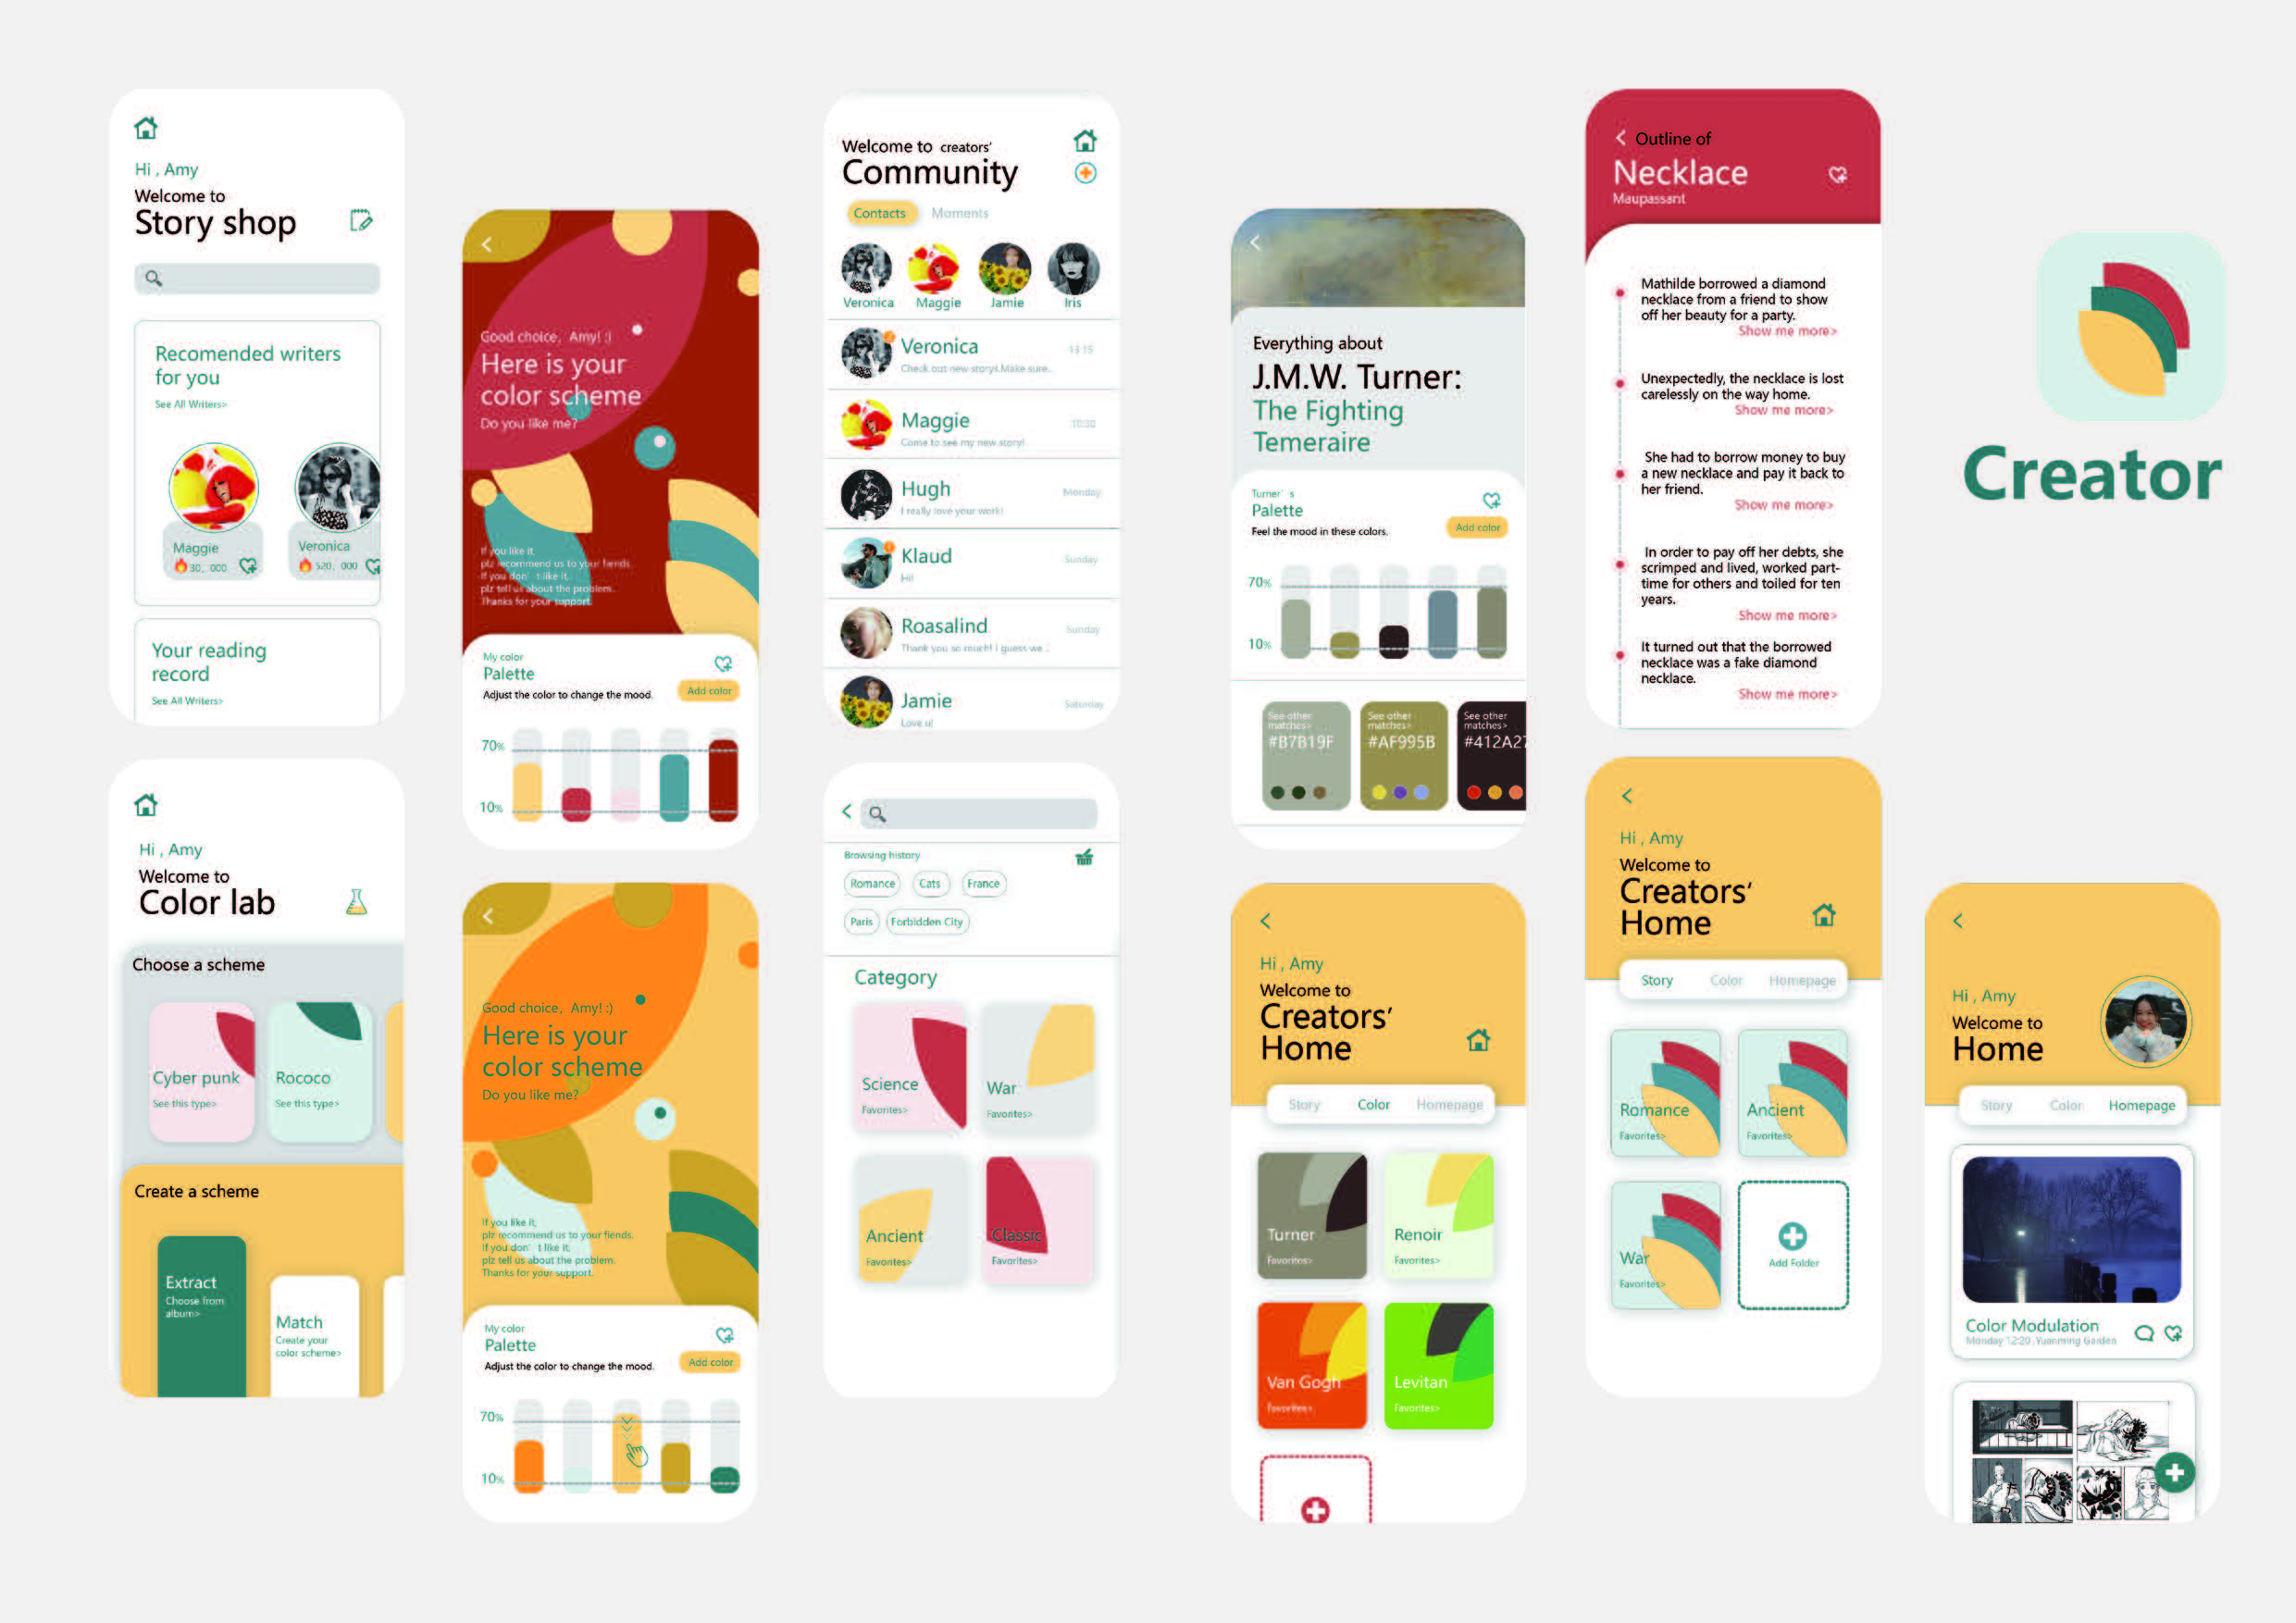 Hi , Amy
Welcome to
Story shop
Recomended writers
for you
See All Writers>
Maggie
30, 000
Veronica
520, 000
Your reading
record
See All Writers>
Hi , Amy
Welcome to
Color lab
Choose a scheme
Cyber punk
See this type>
Rococo
See this type>
Create a scheme
Extract
Choose from
album>
Match
Create your
color scheme>
Good choice, Amy! :)
Here is your
color scheme
Do you like me?
If you like it,
plz recommend us to your fiends.
If you don' t like it,
plz tell us about the problem.
Thanks for your support.
My color
Palette
Adjust the color to change the mood.
Add color
70%
10%
Good choice, Amy! :)
Here is your
color scheme
Do you like me?
If you like it,
plz recommend us to your fiends.
If you don' t like it,
plz tell us about the problem.
Thanks for your support.
My color
Palette
Adjust the color to change the mood.
Add color
70%
10%
Welcome to creators'
Community
Contacts
Moments
Veronica
Maggie
Jamie
Iris
Veronica
13:15
Check out new story!.Make sure..
Maggie
10:30
Come to see my new story!
Hugh
Monday
I really love your work!
Klaud
Sunday
Hi!
Roasalind
Sunday
Thank you so much! I guess we...
Jamie
Saturday
Love u!
Browsing history
Romance
Cats
France
Paris
Forbidden City
Category
Science
Favorites>
War
Favorites>
Ancient
Favorites>
Classic
Favorites>
Everything about
J.M.W. Turner:
The Fighting
Temeraire
Turner' s
Palette
Feel the mood in these colors.
Add color
70%
10%
See other
matches>
#B7B19F
See other
matches>
#AF995B
See other
matches>
#412A27
Hi , Amy
Welcome to
Creators'
Home
Story
Color
Homepage
Turner
Favorites>
Renoir
Favorites>
Van Gogh
Favorites>
Levitan
Favorites>
Outline of
Necklace
Maupassant
Mathilde borrowed a diamond
necklace from a friend to show
off her beauty for a party.
Show me more>
Unexpectedly, the necklace is lost
carelessly on the way home.
Show me more>
She had to borrow money to buy
a new necklace and pay it back to
her friend.
Show me more>
In order to pay off her debts, she
scrimped and lived, worked part-
time for others and toiled for ten
years.
Show me more>
It turned out that the borrowed
necklace was a fake diamond
necklace.
Show me more>
Hi , Amy
Welcome to
Creators'
Home
Story
Color
Homepage
Romance
Favorites>
Ancient
Favorites>
War
Favorites>
Add Folder
Creator
Hi , Amy
Welcome to
Home
Story
Color
Homepage
Color Modulation
Monday 12:20 ,Yuanming Garden